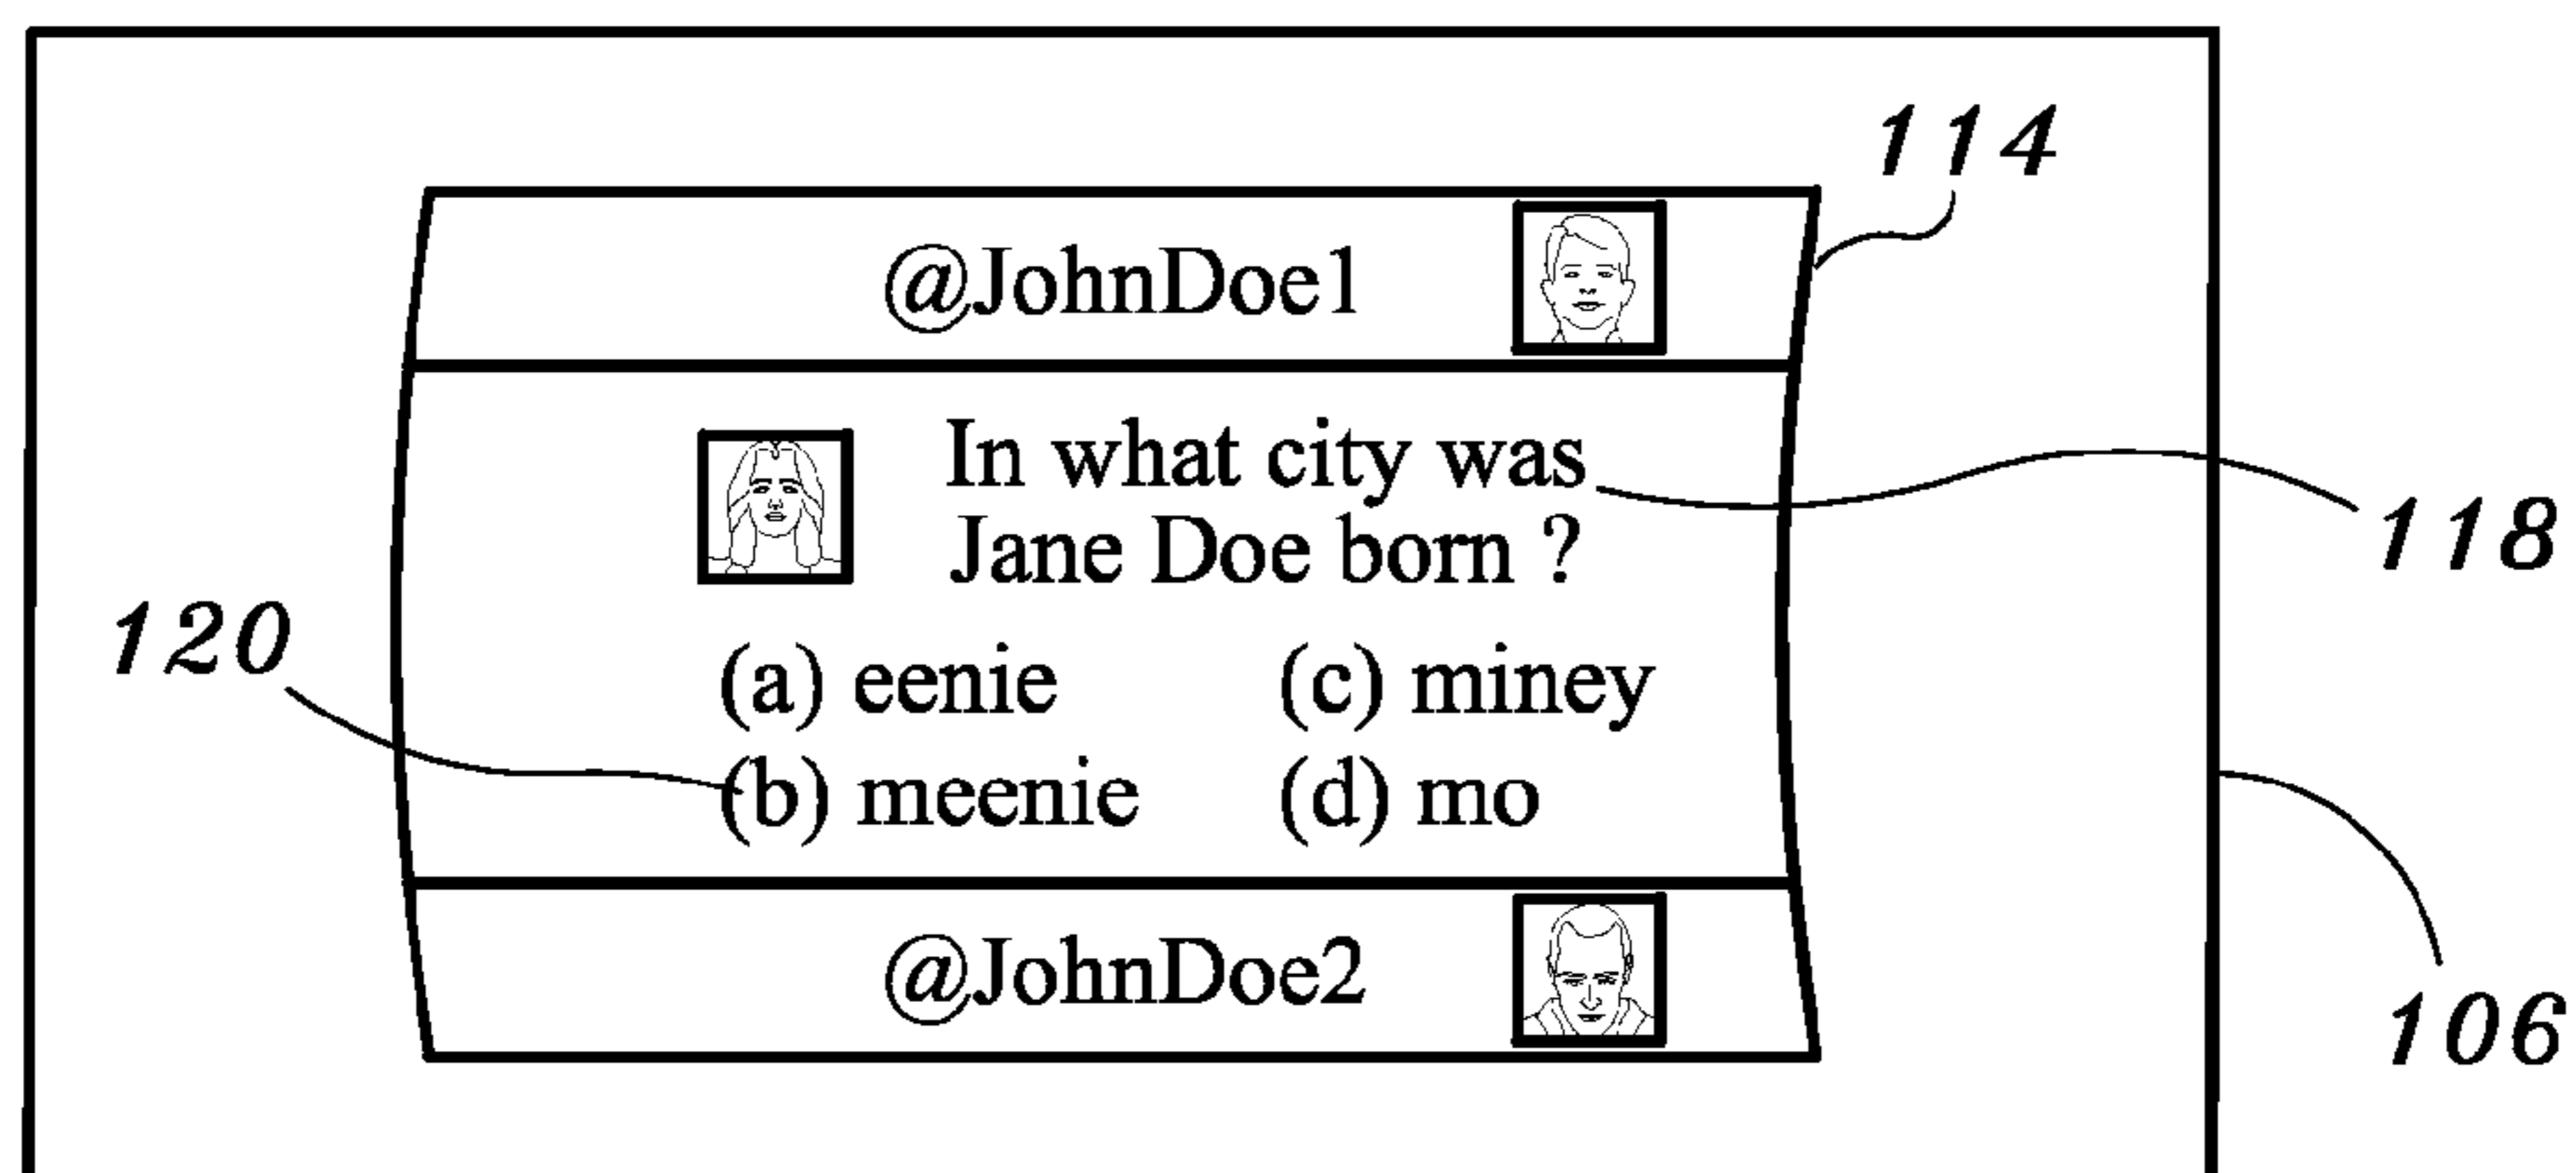 114
@JohnDoe1
In what city was
Jane Doe born ?
118
120
(a) eenie (c) miney
(b) meenie (d) mo
@JohnDoe2
106